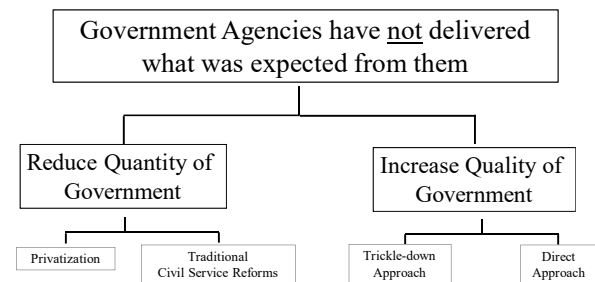 Government Agencies have not delivered
what was expected from them
Reduce Quantity of
Government
Increase Quality of
Government
Privatization
Traditional
Civil Service Reforms
Trickle-down
Approach
Direct
Approach